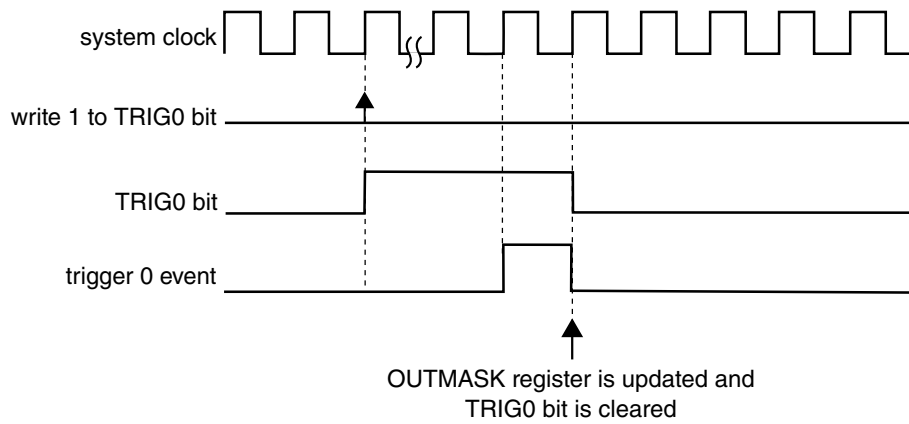 system clock
write 1 to TRIG0 bit
TRIG0 bit
trigger 0 event
OUTMASK register is updated and
TRIG0 bit is cleared